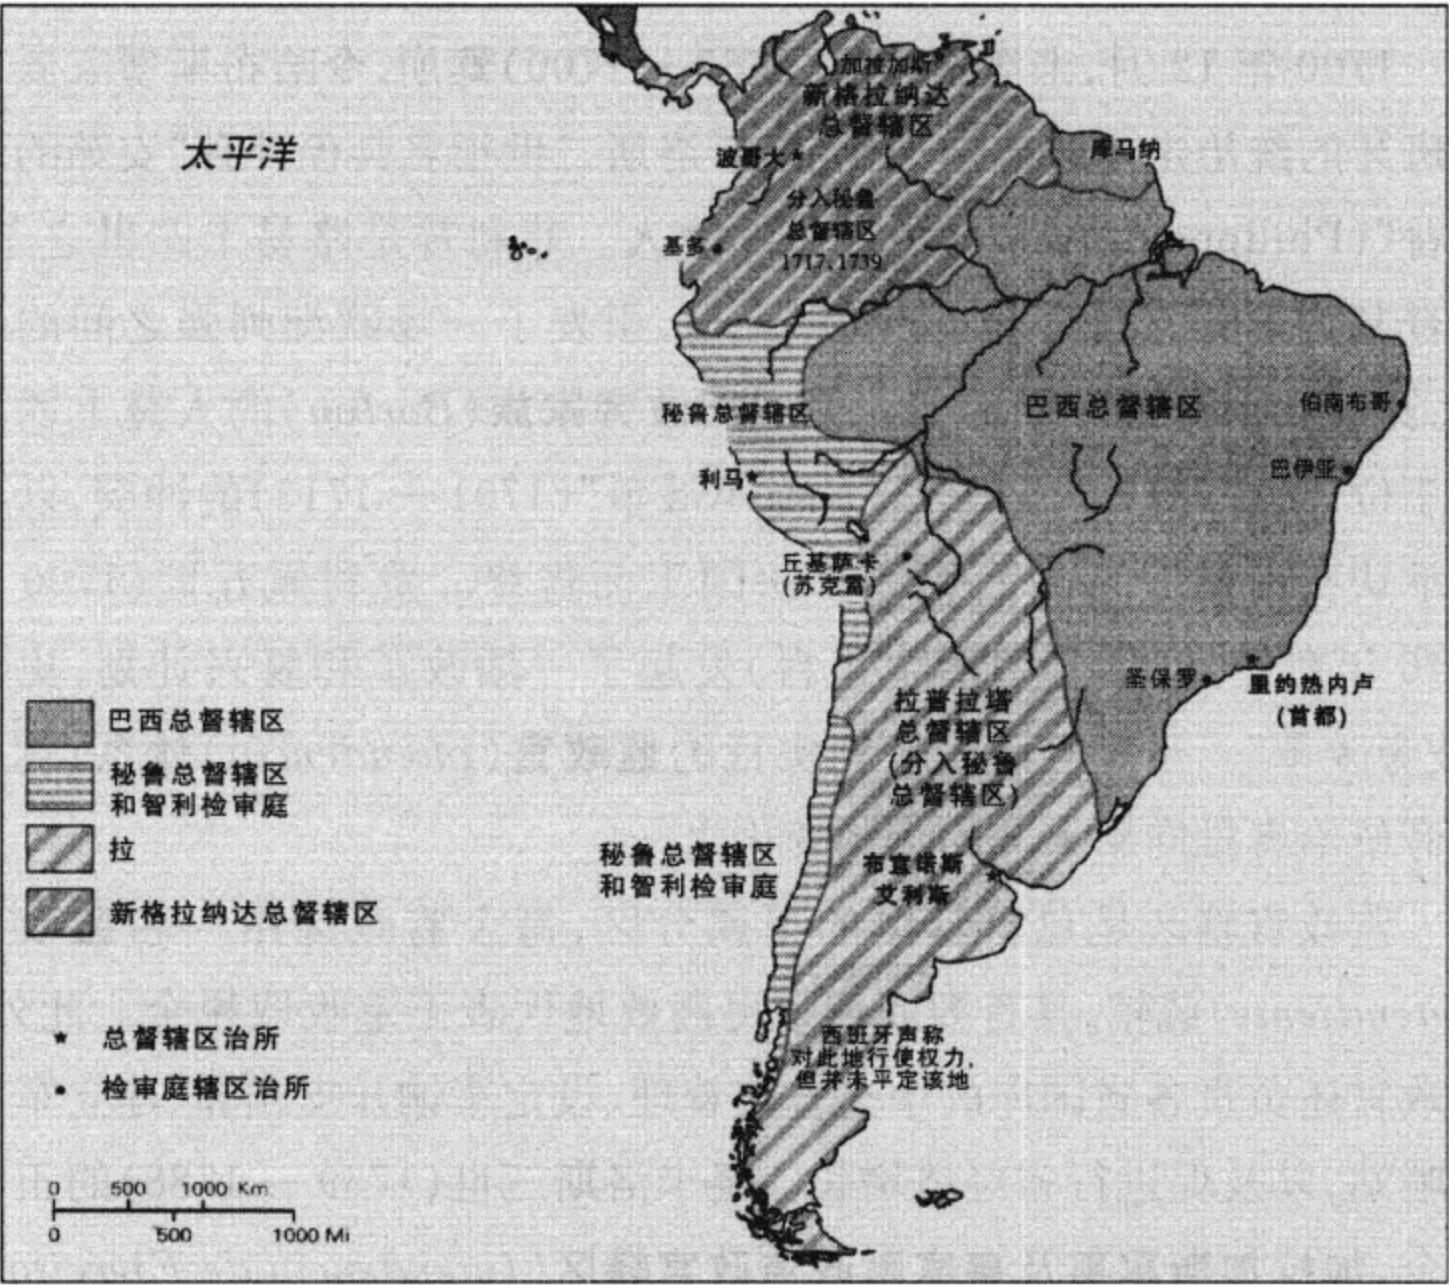 太平洋
加拉加斯
新格拉纳达
总督辖区
波哥大
库马纳
分入秘鲁
总督辖区
1717.1739
基多
秘鲁总督辖区
巴西总督辖区
伯南布哥
巴伊亚
利马
丘基萨卡
(苏克雷)
圣保罗
里约热内卢
(首都)
拉普拉塔
总督辖区
(分入秘鲁
总督辖区)
巴西总督辖区
秘鲁总督辖区
和智利检审庭
拉
新格拉纳达总督辖区
秘鲁总督辖区
和智利检审庭
布宜诺斯
艾利斯
西班牙声称
对此地行使权力,
但并未平定该地
总督辖区治所
检审庭辖区治所
0 500 1000 Km
0 500 1000 Mi